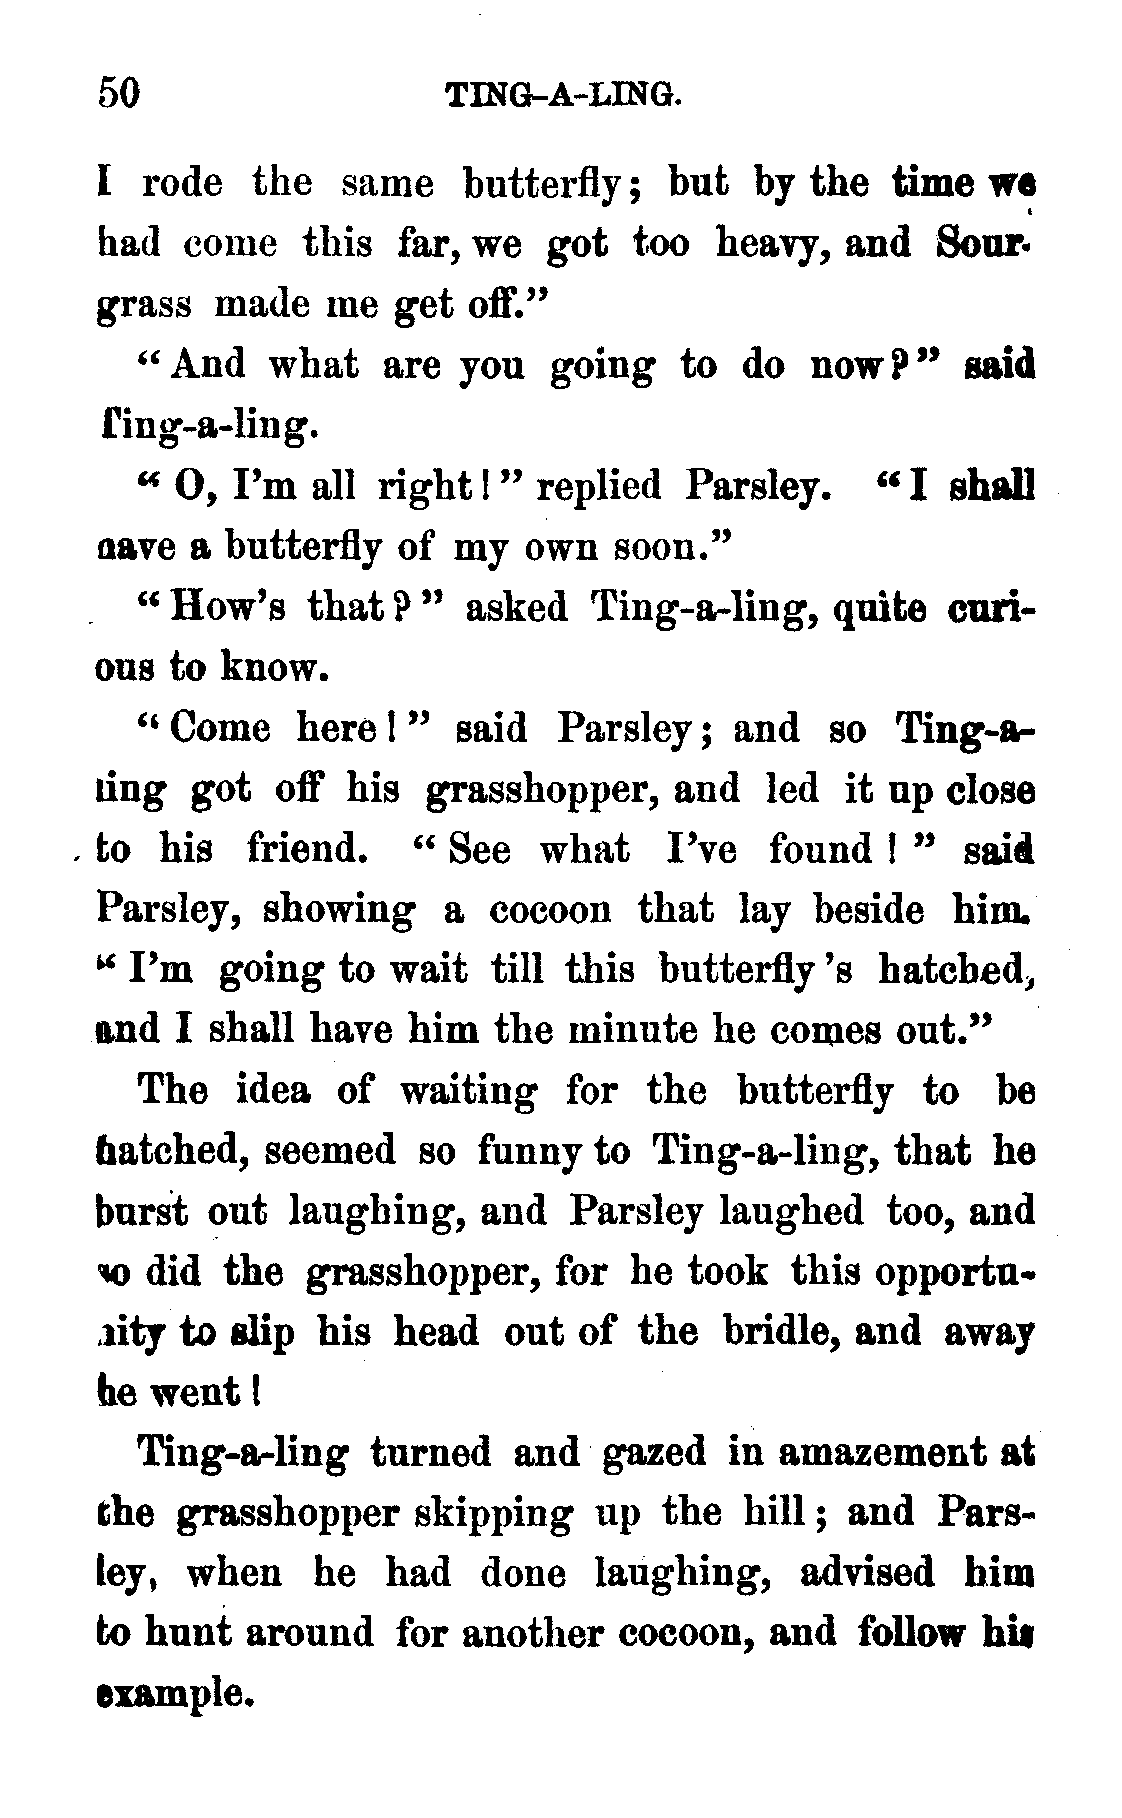 50 TING-A-LING.
I rode the same butterfly; but by the time we
had come this far, we got too heavy, and Sour-
grass made me get off."
"And what are you going to do now?" said
Ting-a-ling.
"O, I'm all right!" replied Parsley. "I shall
have a butterfly of my own soon."
"How's that?" asked Ting-a-ling, quite curi-
ous to know.
"Come here!" said Parsley; and so Ting-a-
ling got off his grasshopper, and led it up close
to his friend. "See what I've found!" said
Parsley, showing a cocoon that lay beside him.
"I'm going to wait till this butterfly's hatched,
and I shall have him the minute he comes out."
The idea of waiting for the butterfly to be
hatched, seemed so funny to Ting-a-ling, that he
burst out laughing, and Parsley laughed too, and
so did the grasshopper, for he took this opportu-
nity to slip his head out of the bridle, and away
he went!
Ting-a-ling turned and gazed in amazement at
the grasshopper skipping up the hill; and Pars-
ley, when he had done laughing, advised him
to hunt around for another cocoon, and follow his
example.